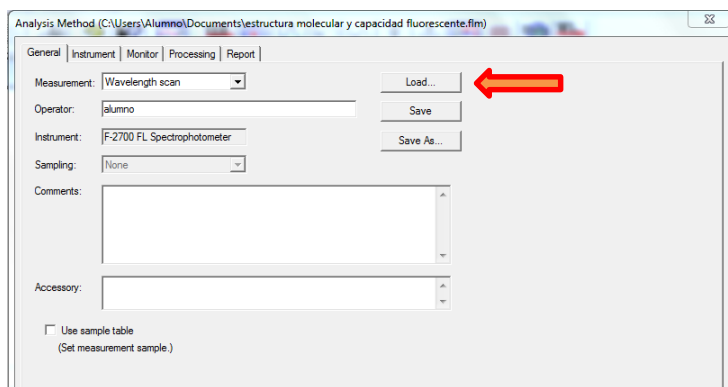 Analysis Method (C:\Users\Alumno\Documents\estructura molecular y capacidad fluorescente.flm)
General Instrument Monitor Processing Report
Measurement: Wavelength scan Load...
Operator: alumno Save
Instrument: F-2700 FL Spectrophotometer Save As...
Sampling: None
Comments:
Accessory:
Use sample table
(Set measurement sample.)